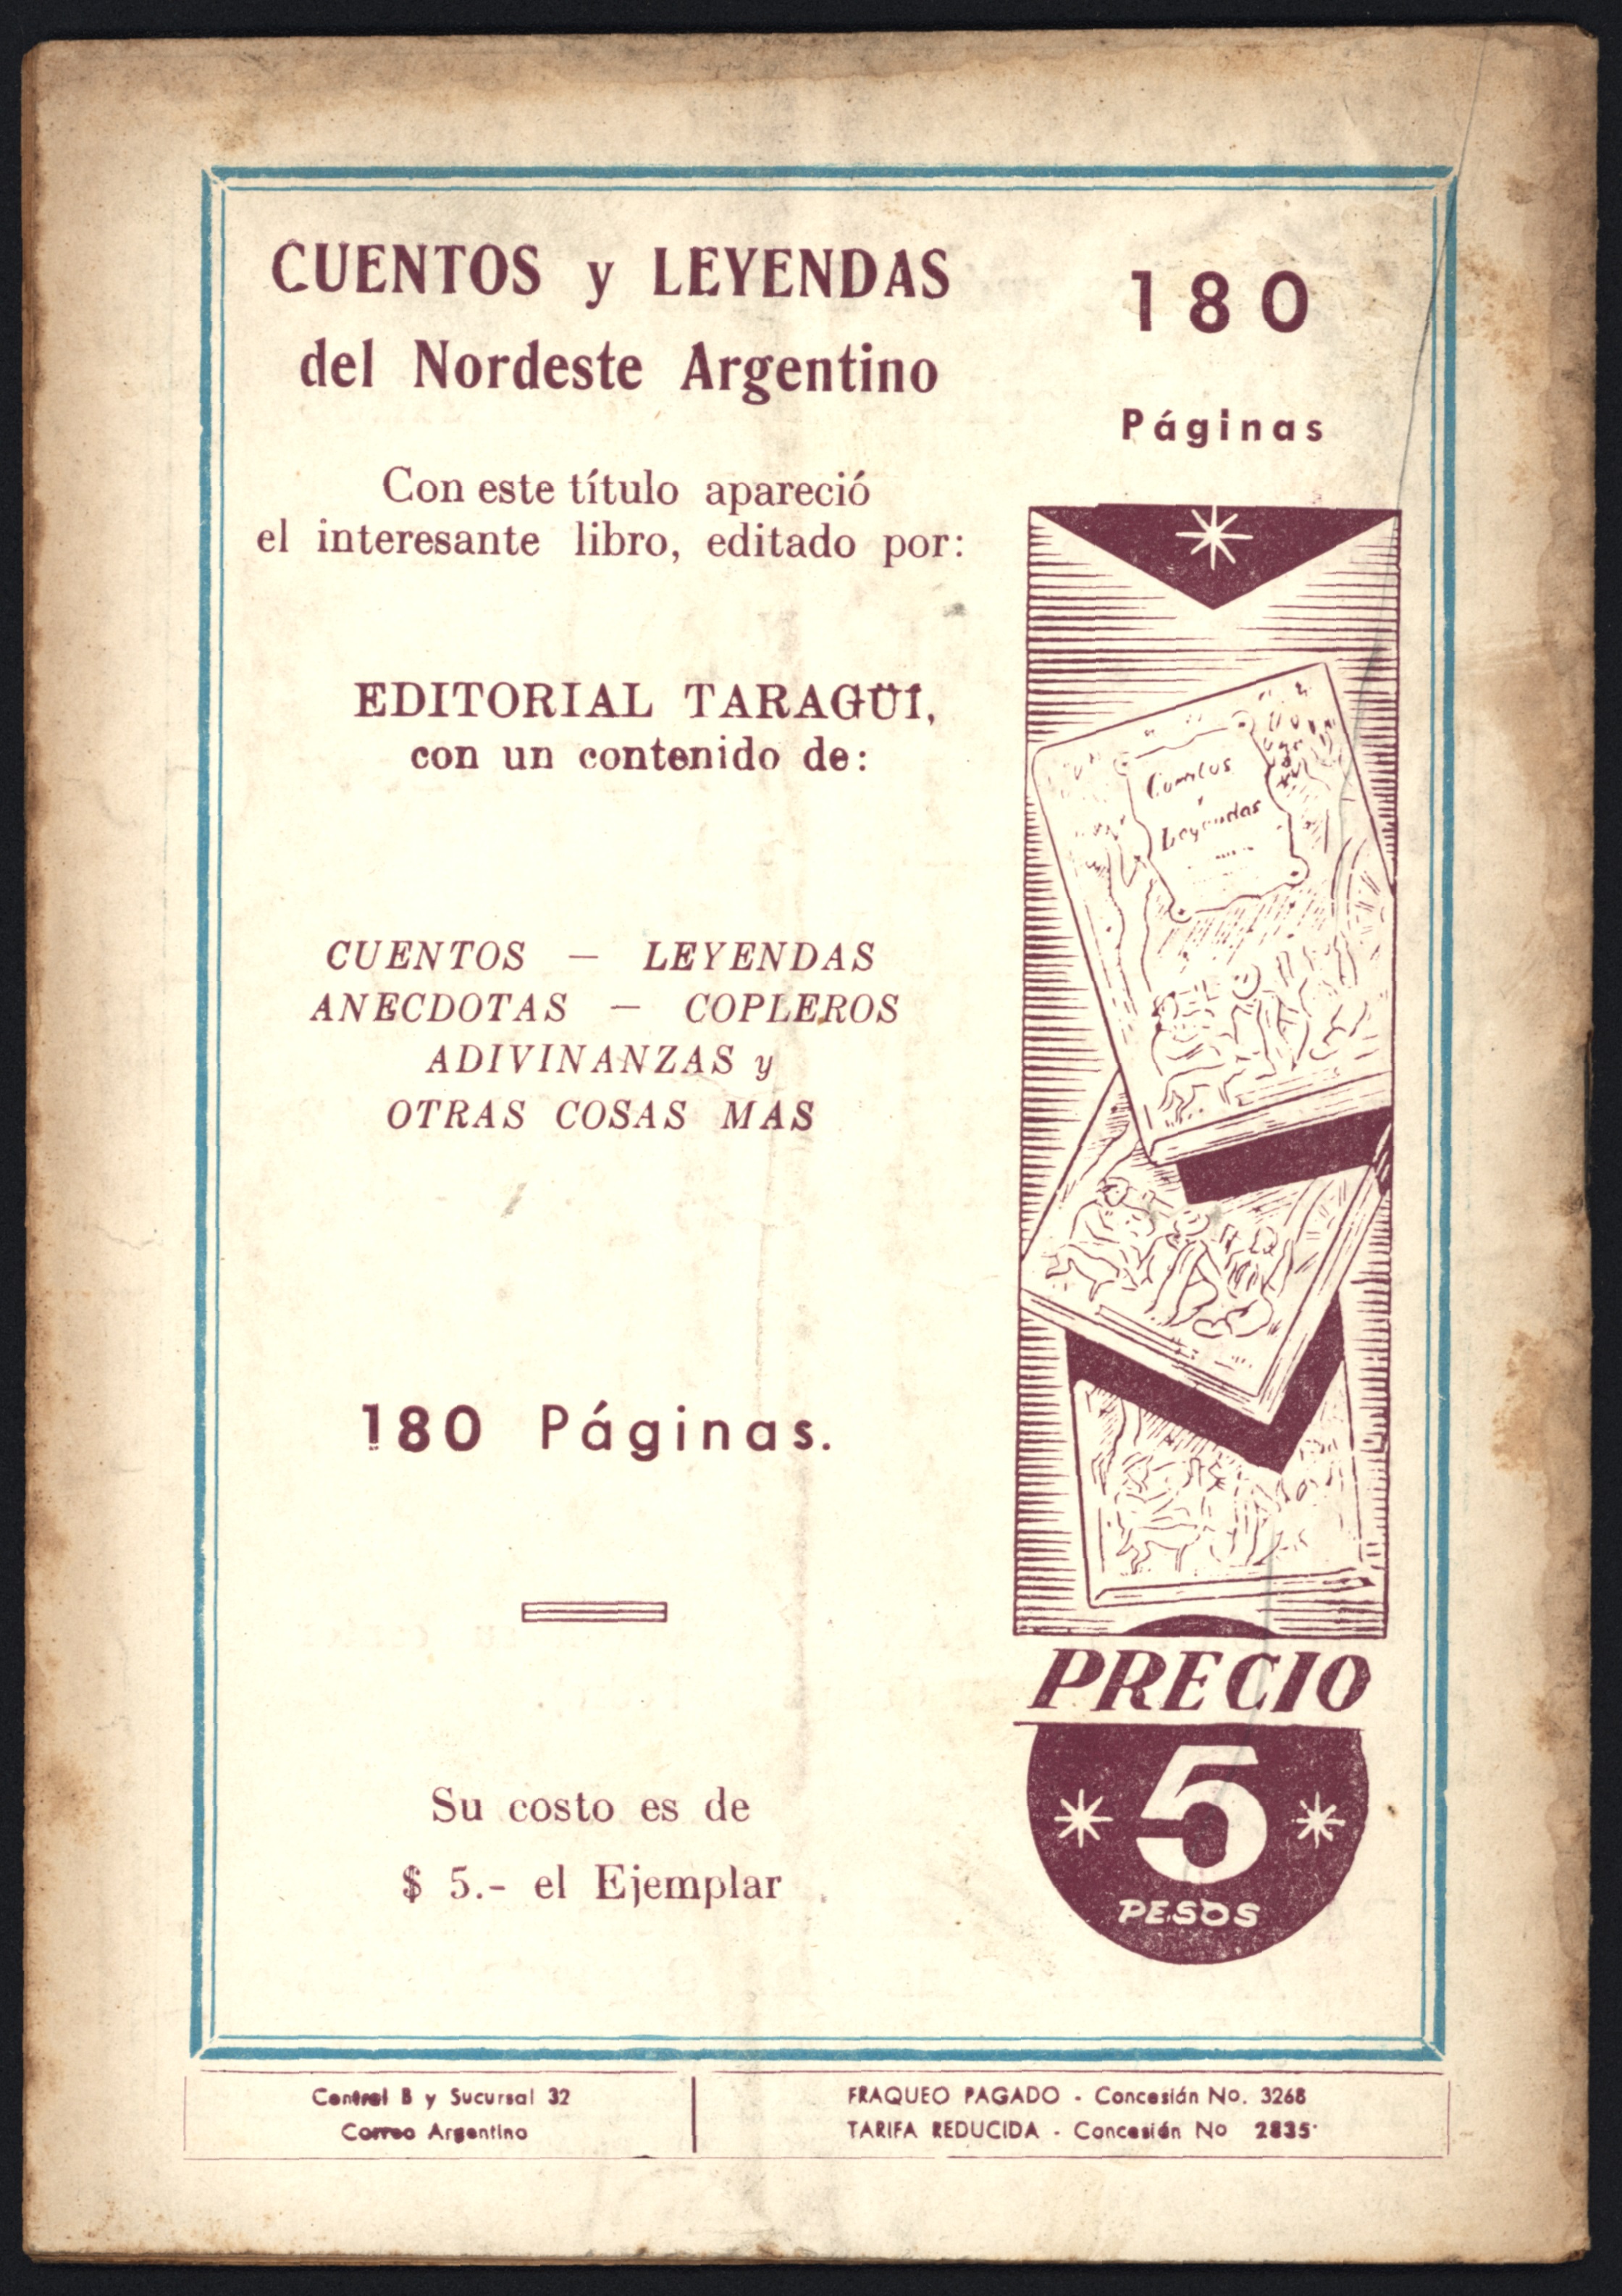 CUENTOS y LEYENDAS
del Nordeste Argentino
Con este título apareció
el interesante libro, editado por:
EDITORIAL TARAGÜI,
con un contenido de:
CUENTOS — LEYENDAS
ANECDOTAS — COPLEROS
ADIVINANZAS y
OTRAS COSAS MAS
180 Páginas.
Su costo es de
$ 5.- el Ejemplar
180
Páginas
Cuentos
y
Leyendas
PRECIO
5
PESOS
Central B y Sucursal 32
Correo Argentino
FRAQUEO PAGADO - Concesión No. 3268
TARIFA REDUCIDA - Concesión No 2835